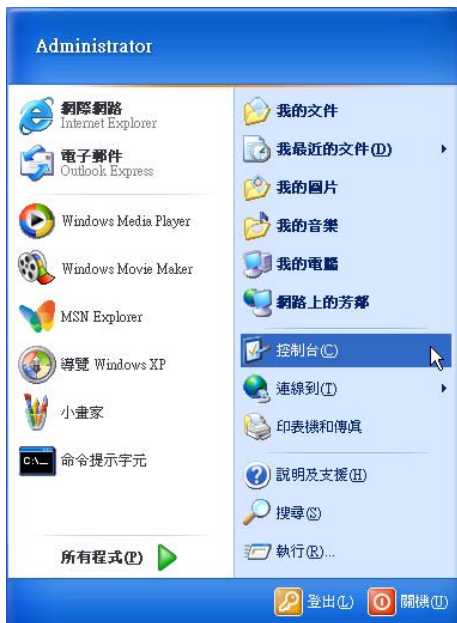 Administrator
網際網路
Internet Explorer
電子郵件
Outlook Express
Windows Media Player
Windows Movie Maker
MSN Explorer
導覽 Windows XP
小畫家
C:\_
命令提示字元
所有程式(P)
我的文件
我最近的文件(D)
我的圖片
我的音樂
我的電腦
網路上的芳鄰
控制台(C)
連線到(T)
印表機和傳真
說明及支援(H)
搜尋(S)
執行(R)...
登出(L)
關機(U)